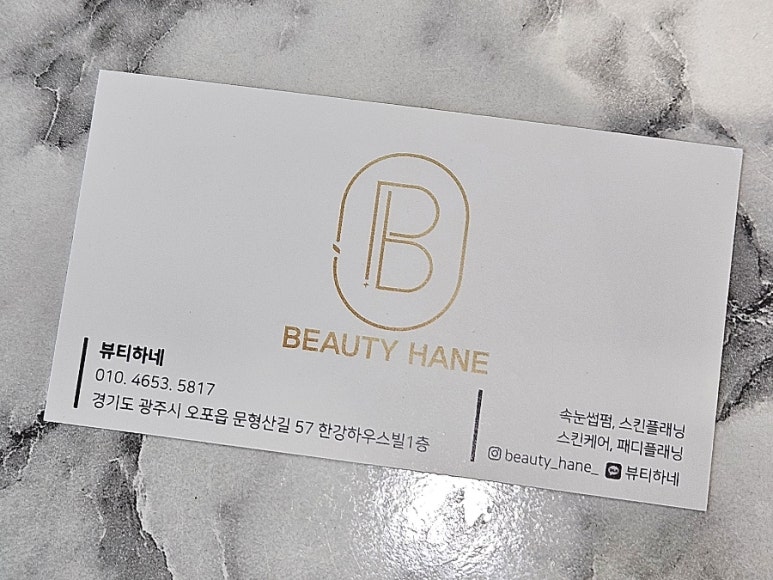 B
BEAUTY HANE
뷰티하네
010. 4653. 5817
경기도 광주시 오포읍 문형산길 57 한강하우스빌1층
속눈썹펌, 스킨플래닝
스킨케어, 패디플래닝
beauty_hane_ 뷰티하네